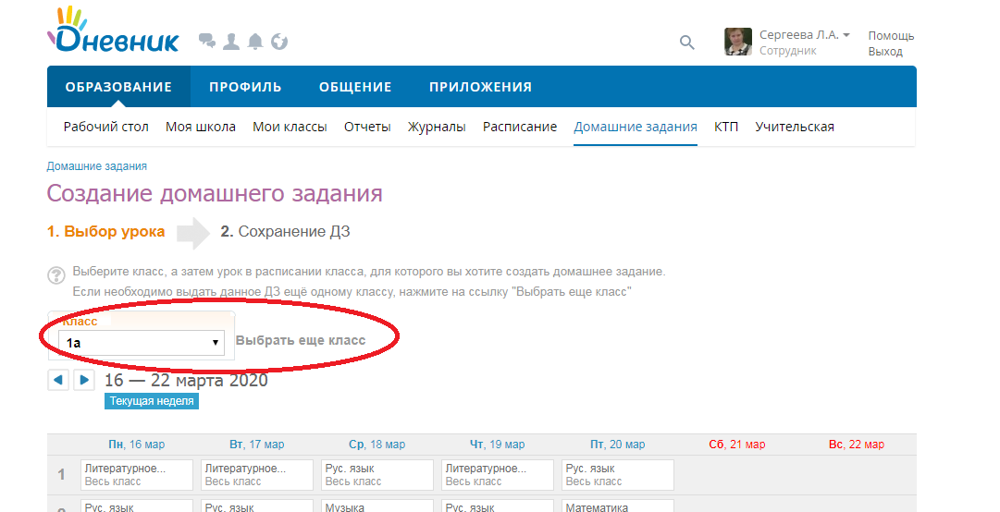 Dневник
Сергеева Л.А.
Сотрудник
Помощь
Выход
ОБРАЗОВАНИЕ ПРОФИЛЬ ОБЩЕНИЕ ПРИЛОЖЕНИЯ
Рабочий стол Моя школа Мои классы Отчеты Журналы Расписание Домашние задания КТП Учительская
Домашние задания
Создание домашнего задания
1. Выбор урока 2. Сохранение ДЗ
? Выберите класс, а затем урок в расписании класса, для которого вы хотите создать домашнее задание.
Если необходимо выдать данное ДЗ ещё одному классу, нажмите на ссылку "Выбрать еще класс"
Класс
1а Выбрать еще класс
16 — 22 марта 2020
Текущая неделя
Пн, 16 мар Вт, 17 мар Ср, 18 мар Чт, 19 мар Пт, 20 мар Сб, 21 мар Вс, 22 мар
1 Литературное... Литературное... Рус. язык Литературное... Рус. язык
Весь класс Весь класс Весь класс Весь класс Весь класс
2 Рус. язык Рус. язык Музыка Рус. язык Математика